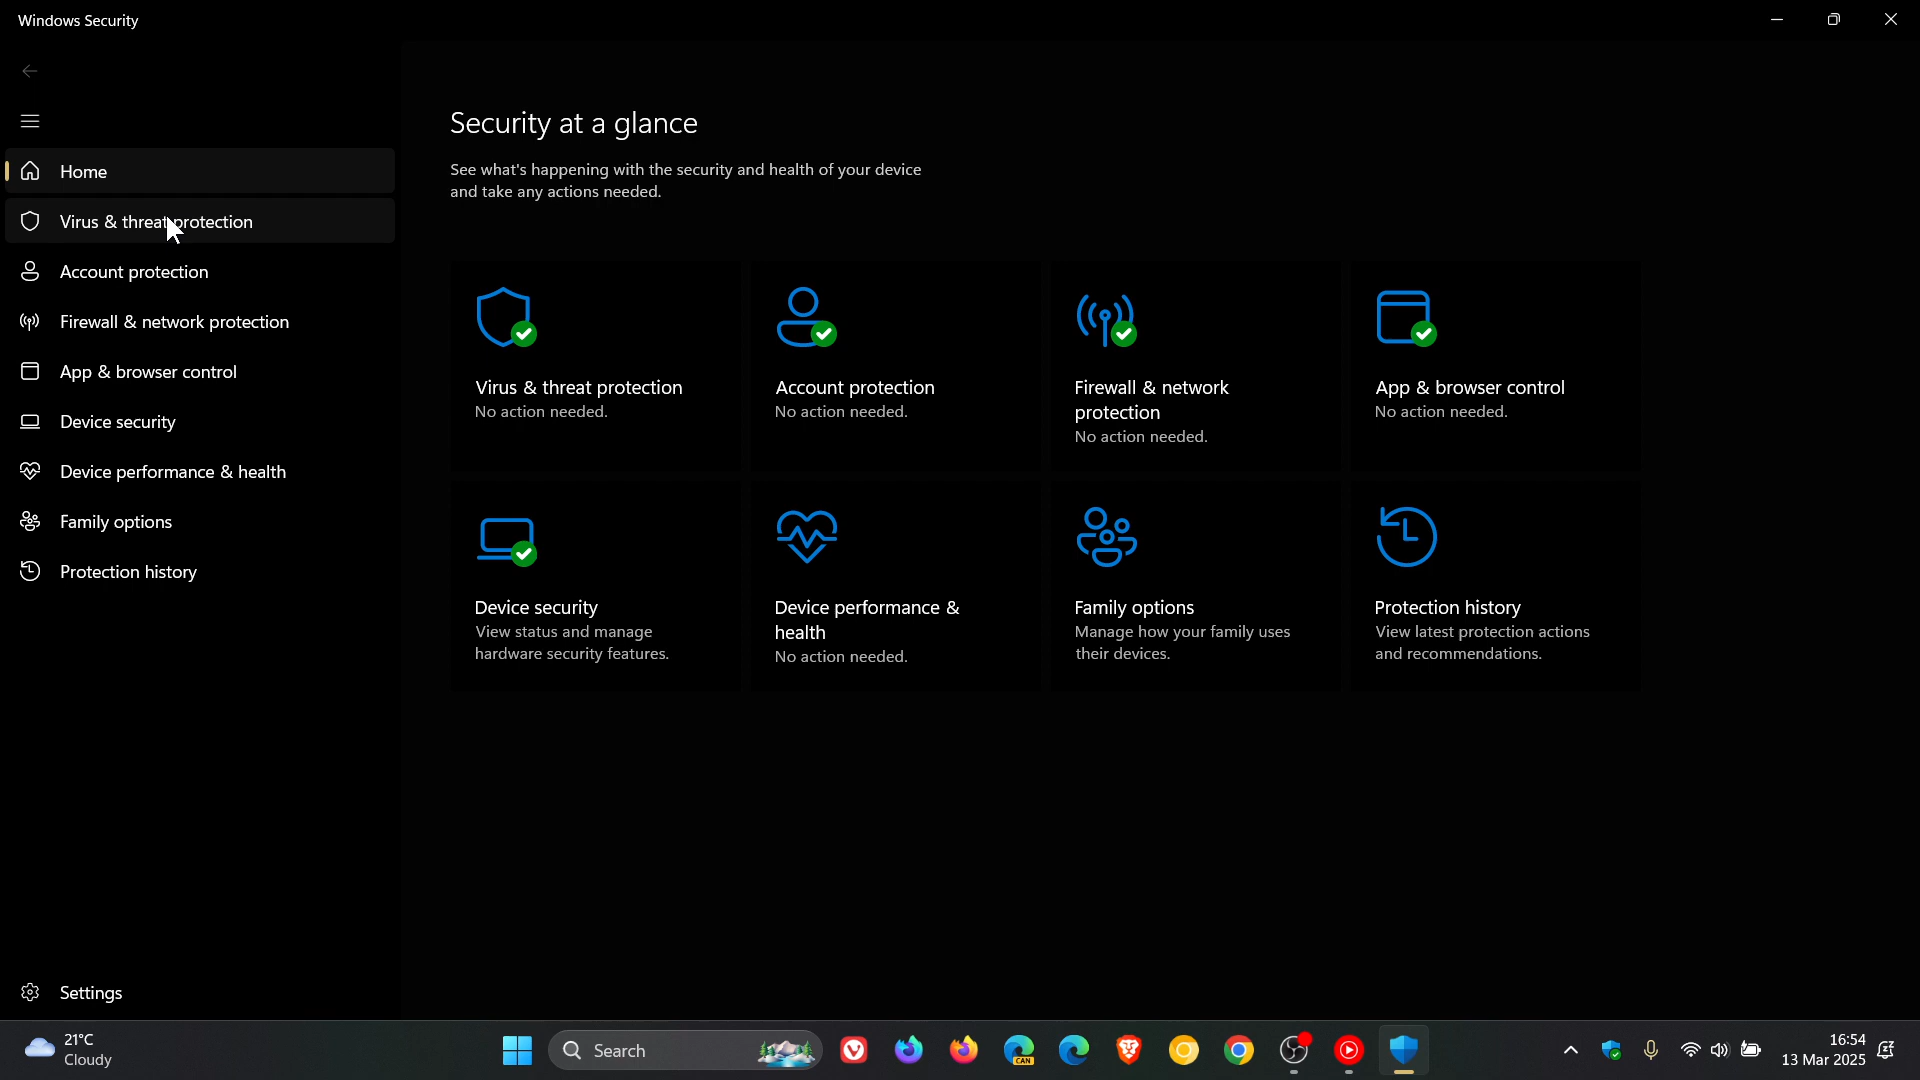 Windows Security
Home
Virus & threat protection
Account protection
Firewall & network protection
App & browser control
Device security
Device performance & health
Family options
Protection history
Settings
Security at a glance
See what's happening with the security and health of your device
and take any actions needed.
Virus & threat protection
No action needed.
Account protection
No action needed.
Firewall & network
protection
No action needed.
App & browser control
No action needed.
Device security
View status and manage
hardware security features.
Device performance &
health
No action needed.
Family options
Manage how your family uses
their devices.
Protection history
View latest protection actions
and recommendations.
21°C
Cloudy
Search
CAN
16:54
13 Mar 2025